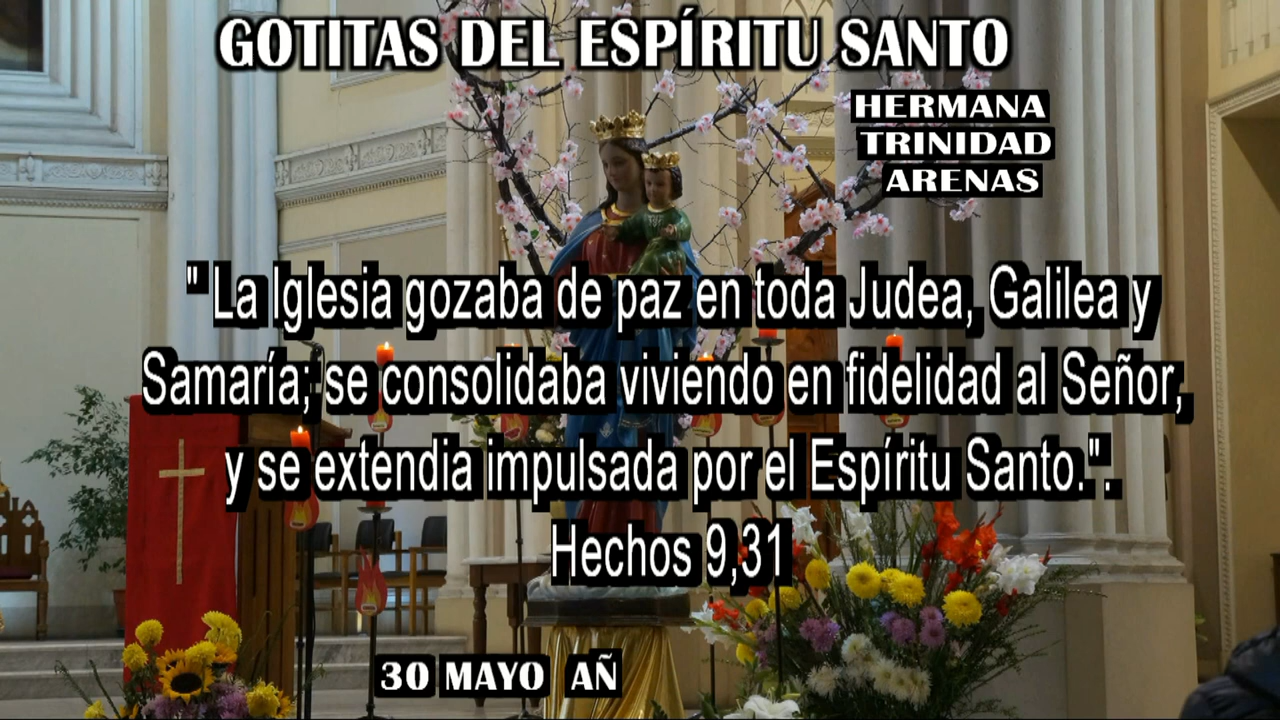 GOTITAS DEL ESPÍRITU SANTO
HERMANA
TRINIDAD
ARENAS
" La Iglesia gozaba de paz en toda Judea, Galilea y
Samaría; se consolidaba viviendo en fidelidad al Señor,
y se extendia impulsada por el Espíritu Santo.".
Hechos 9,31
30 MAYO AÑ